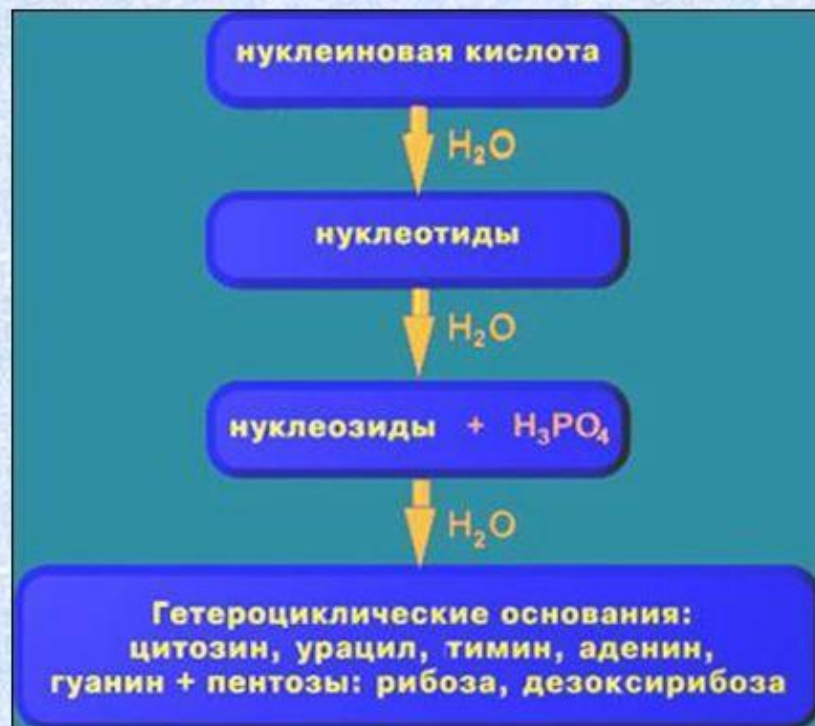 нуклеиновая кислота
H₂O
нуклеотиды
H₂O
нуклеозиды + H₃PO₄
H₂O
Гетероциклические основания:
цитозин, урацил, тимин, аденин,
гуанин + пентозы: рибоза, дезоксирибоза